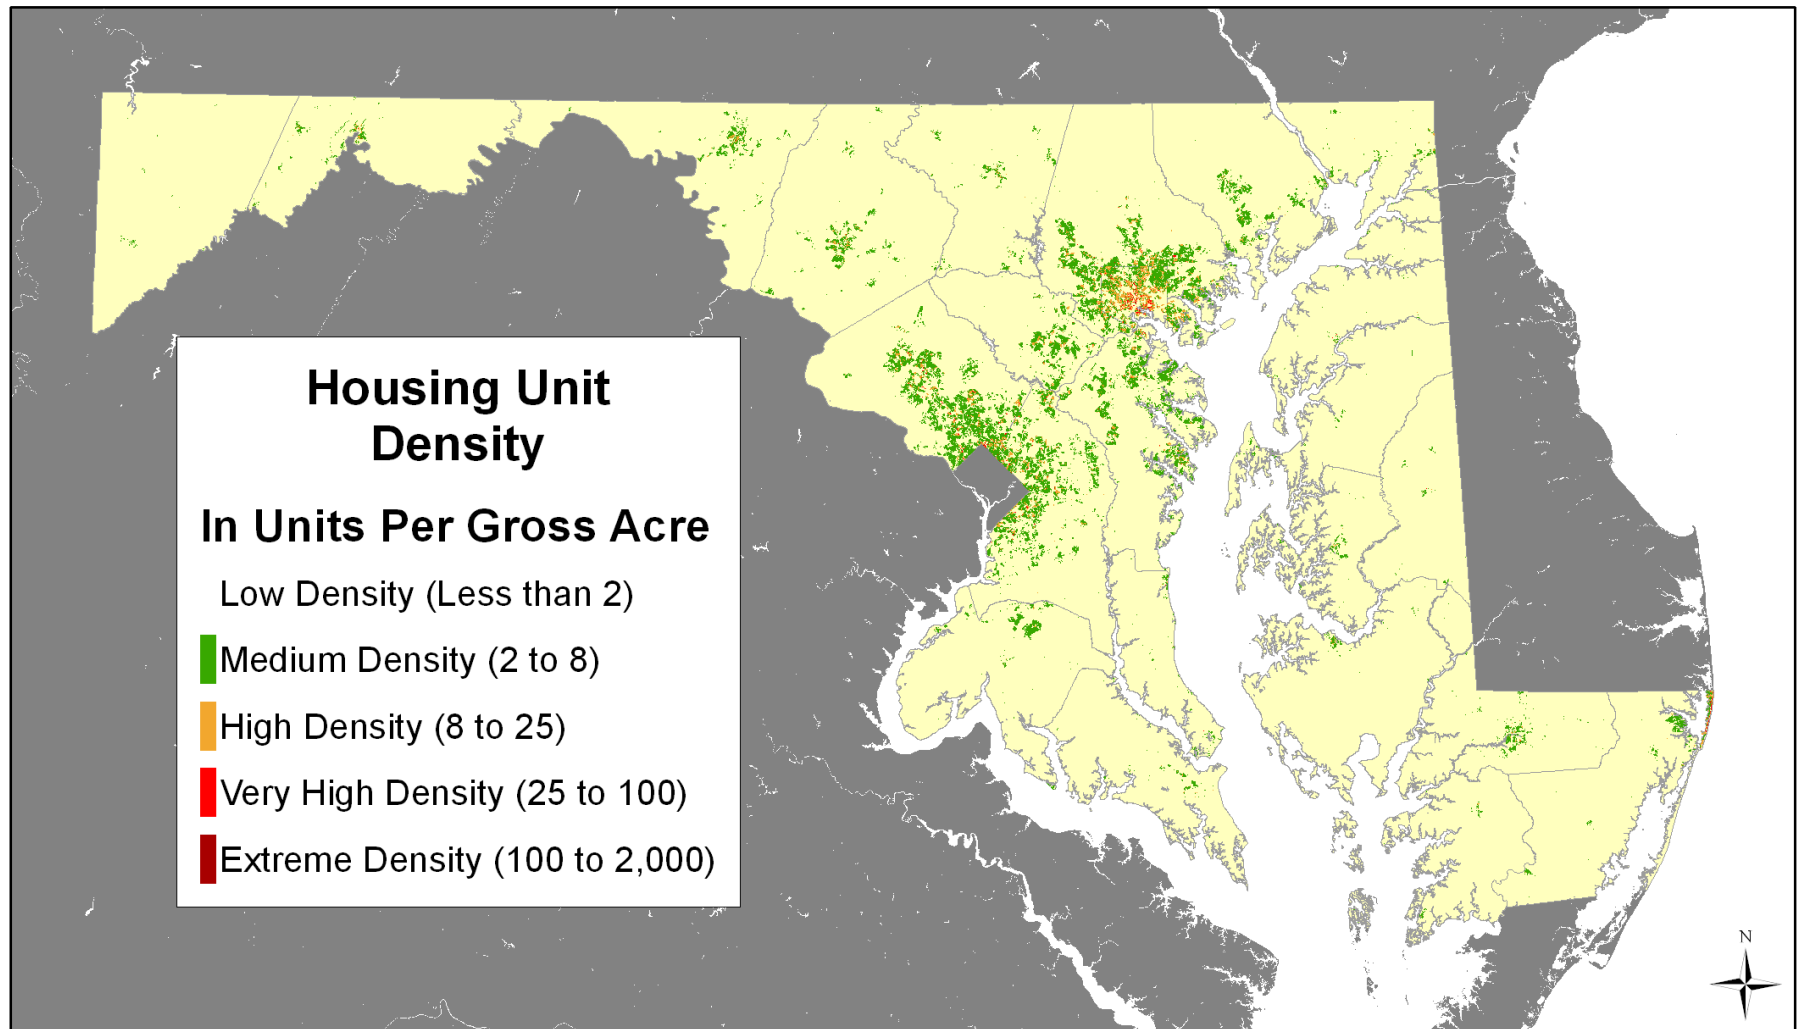 Housing Unit
Density
In Units Per Gross Acre
Low Density (Less than 2)
Medium Density (2 to 8)
High Density (8 to 25)
Very High Density (25 to 100)
Extreme Density (100 to 2,000)
N